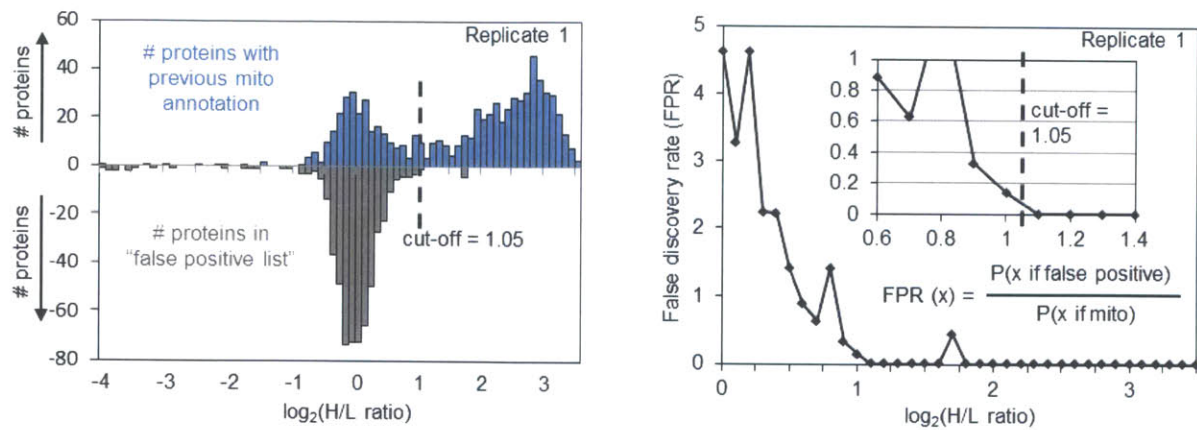 60
40
20
0
-20
-40
-60
-80
# proteins
# proteins
# proteins with
previous mito
annotation
Replicate 1
# proteins in
“false positive list”
cut-off = 1.05
-4 -3 -2 -1 0 1 2 3
log2(H/L ratio)
5
4
3
2
1
0
False discovery rate (FPR)
Replicate 1
1
0.8
0.6
0.4
0.2
0
cut-off =
1.05
0.6 0.8 1 1.2 1.4
FPR (x) = P(x if false positive)
P(x if mito)
0 1 2 3
log2(H/L ratio)